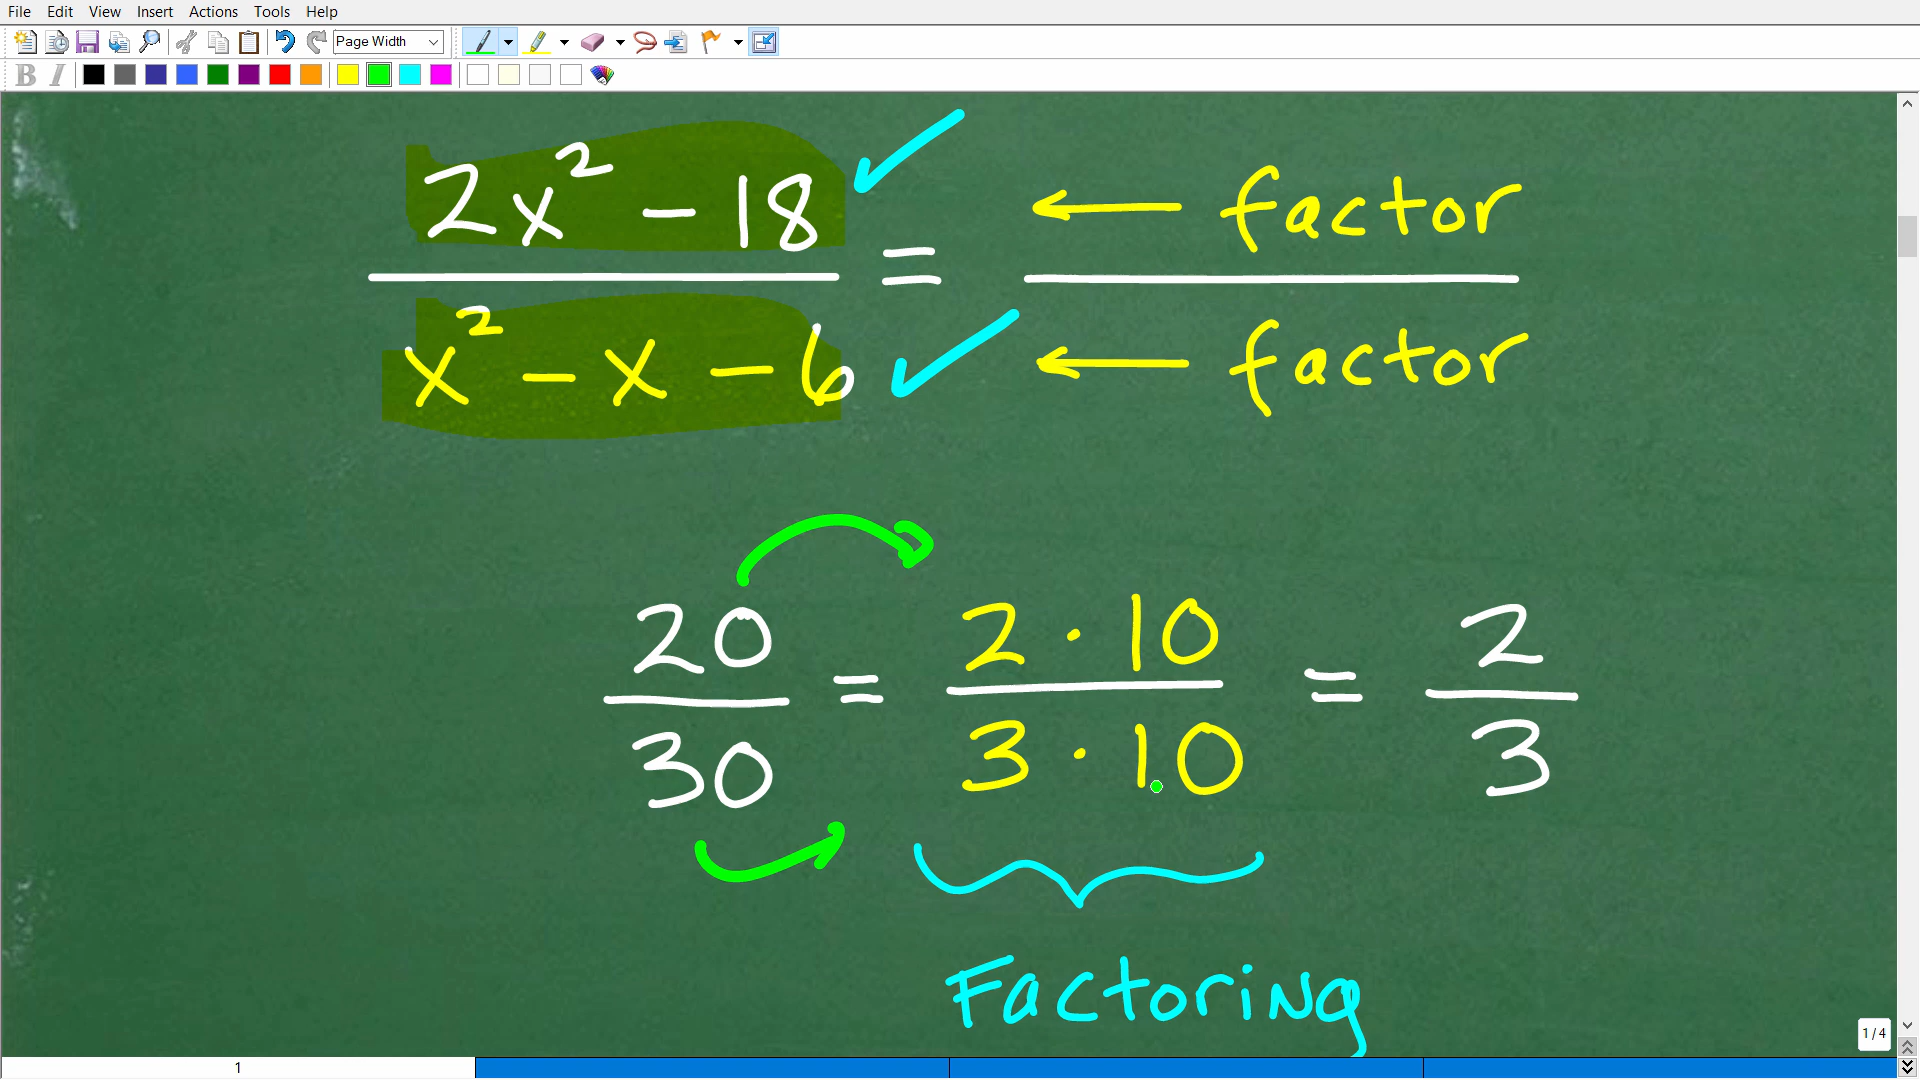 File Edit View Insert Actions Tools Help
Page Width
B I
2x² − 18 = ← factor
x² − x − 6 ← factor
20 = 2 · 10 = 2
30 3 · 10 3
Factoring
1 / 4
1